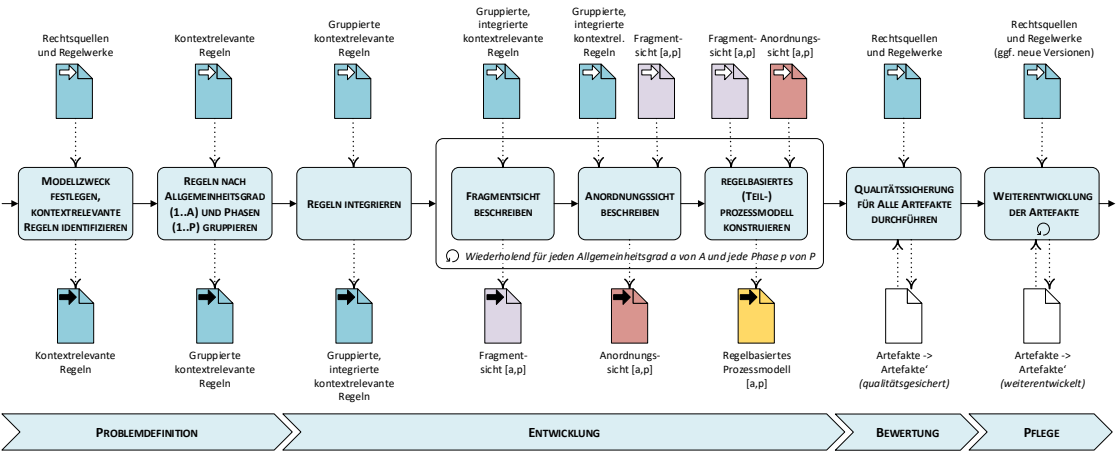 Rechtsquellen
und Regelwerke
Kontextrelevante
Regeln
Gruppierte
kontextrelevante
Regeln
Gruppierte,
integrierte
kontextrelevante
Regeln
Gruppierte,
integrierte
kontextrel.
Regeln
Fragment-
sicht [a,p]
Fragment-
sicht [a,p]
Anordnungs-
sicht [a,p]
Rechtsquellen
und Regelwerke
Rechtsquellen
und Regelwerke
(ggf. neue Versionen)
MODELLZWECK
FESTLEGEN,
KONTEXTRELEVANTE
REGELN IDENTIFIZIEREN
REGELN NACH
ALLGEMEINHEITSGRAD
(1..A) UND PHASEN
(1..P) GRUPPIEREN
REGELN INTEGRIEREN
FRAGMENTSICHT
BESCHREIBEN
ANORDNUNGSSICHT
BESCHREIBEN
REGELBASIERTES
(TEIL-)
PROZESSMODELL
KONSTRUIEREN
QUALITÄTSSICHERUNG
FÜR ALLE ARTEFAKTE
DURCHFÜHREN
WEITERENTWICKLUNG
DER ARTEFAKTE
Wiederholend für jeden Allgemeinheitsgrad a von A und jede Phase p von P
Kontextrelevante
Regeln
Gruppierte
kontextrelevante
Regeln
Gruppierte,
integrierte
kontextrelevante
Regeln
Fragment-
sicht [a,p]
Anordnungs-
sicht [a,p]
Regelbasiertes
Prozessmodell
[a,p]
Artefakte ->
Artefakte‘
(qualitätsgesichert)
Artefakte ->
Artefakte‘
(weiterentwickelt)
PROBLEMDEFINITION
ENTWICKLUNG
BEWERTUNG
PFLEGE